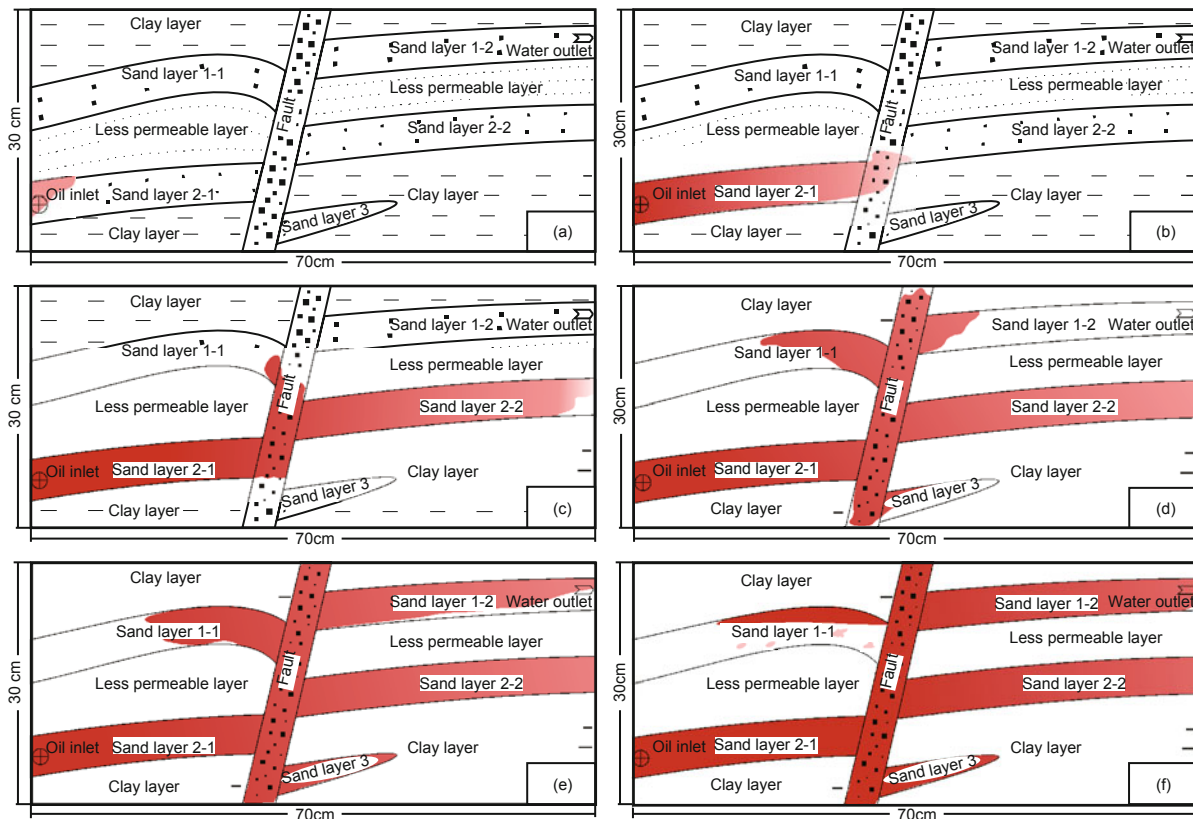 Clay layer
Sand layer 1-2
Water outlet
Sand layer 1-1
Less permeable layer
Less permeable layer
Fault
Sand layer 2-2
Oil inlet
Sand layer 2-1
Clay layer
Sand layer 3
Clay layer
30 cm
70cm
(a)
Clay layer
Sand layer 1-2
Water outlet
Sand layer 1-1
Less permeable layer
Less permeable layer
Fault
Sand layer 2-2
Oil inlet
Sand layer 2-1
Clay layer
Sand layer 3
Clay layer
30cm
70cm
(b)
Clay layer
Sand layer 1-2
Water outlet
Sand layer 1-1
Less permeable layer
Less permeable layer
Fault
Sand layer 2-2
Oil inlet
Sand layer 2-1
Clay layer
Sand layer 3
Clay layer
30 cm
70cm
(c)
Clay layer
Sand layer 1-2
Water outlet
Sand layer 1-1
Less permeable layer
Less permeable layer
Fault
Sand layer 2-2
Oil inlet
Sand layer 2-1
Clay layer
Sand layer 3
Clay layer
30cm
70cm
(d)
Clay layer
Sand layer 1-2
Water outlet
Sand layer 1-1
Less permeable layer
Less permeable layer
Fault
Sand layer 2-2
Oil inlet
Sand layer 2-1
Clay layer
Sand layer 3
Clay layer
30 cm
70cm
(e)
Clay layer
Sand layer 1-2
Water outlet
Sand layer 1-1
Less permeable layer
Less permeable layer
Fault
Sand layer 2-2
Oil inlet
Sand layer 2-1
Clay layer
Sand layer 3
Clay layer
30cm
70cm
(f)